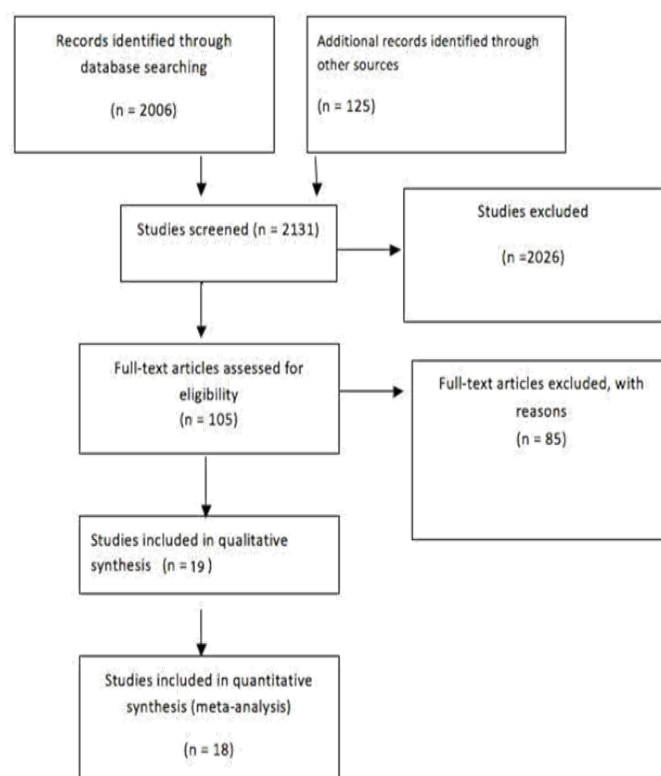 Records identified through
database searching
(n = 2006)
Additional records identified through
other sources
(n = 125)
Studies screened (n = 2131)
Studies excluded
(n =2026)
Full-text articles assessed for
eligibility
(n = 105)
Full-text articles excluded, with
reasons
(n = 85)
Studies included in qualitative
synthesis (n = 19 )
Studies included in quantitative
synthesis (meta-analysis)
(n = 18)